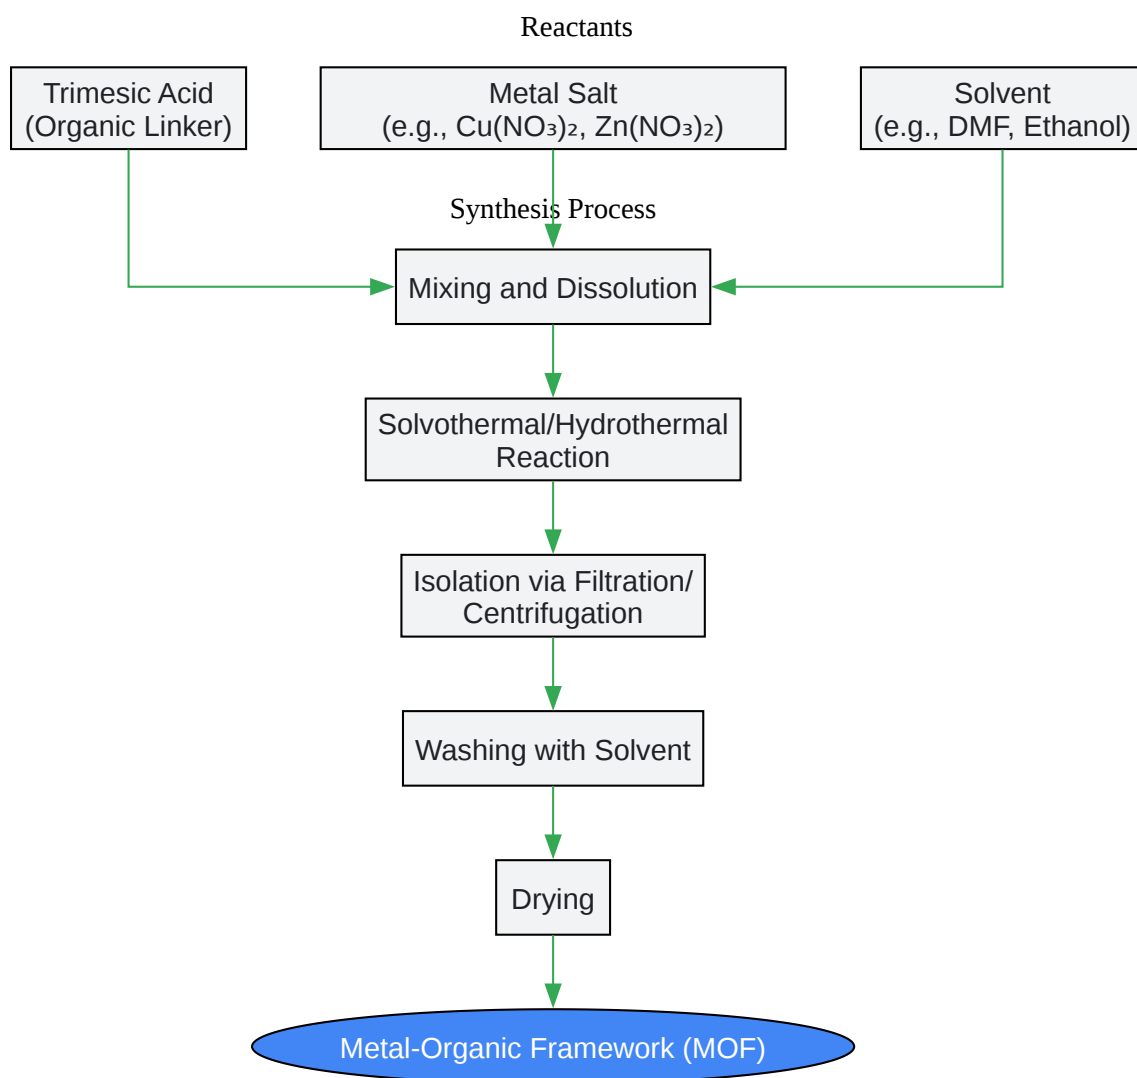 Reactants
Trimesic Acid
(Organic Linker)
Metal Salt
(e.g., Cu(NO₃)₂, Zn(NO₃)₂)
Solvent
(e.g., DMF, Ethanol)
Synthesis Process
Mixing and Dissolution
Solvothermal/Hydrothermal
Reaction
Isolation via Filtration/
Centrifugation
Washing with Solvent
Drying
Metal-Organic Framework (MOF)